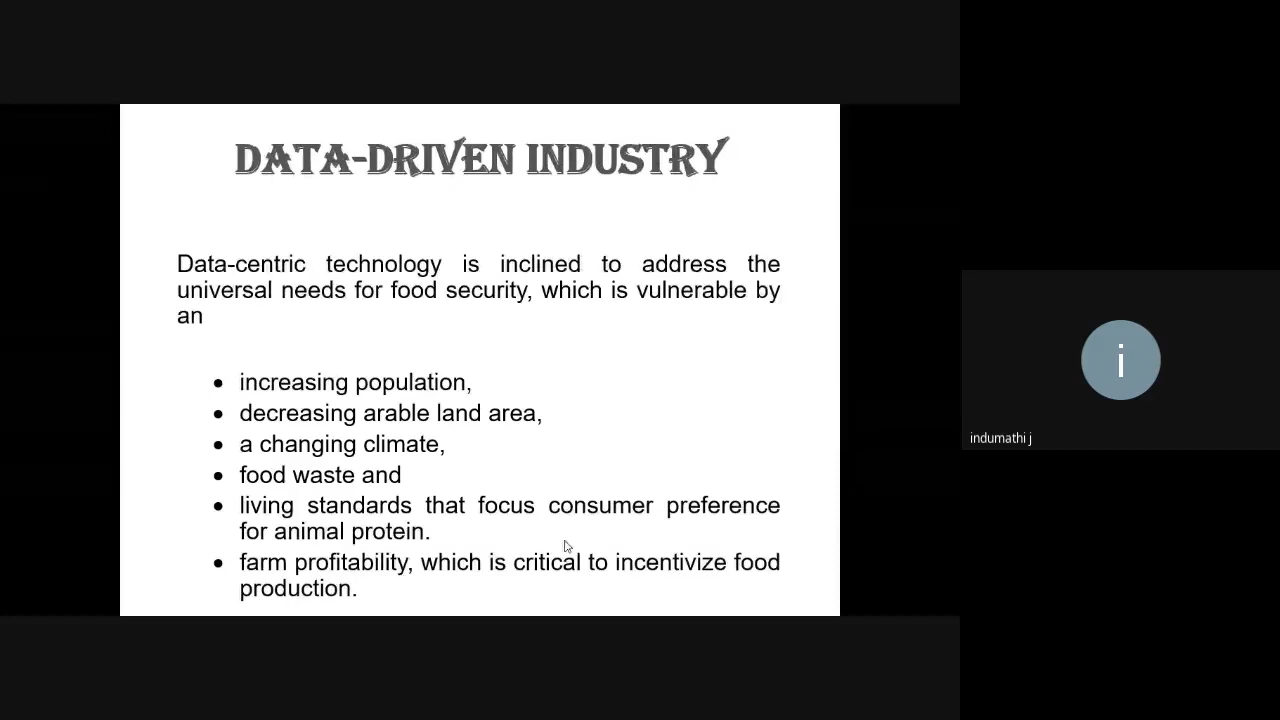 DATA-DRIVEN INDUSTRY
Data-centric technology is inclined to address the
universal needs for food security, which is vulnerable by
an
• increasing population,
• decreasing arable land area,
• a changing climate,
• food waste and
• living standards that focus consumer preference
for animal protein.
• farm profitability, which is critical to incentivize food
production.
i
indumathi j